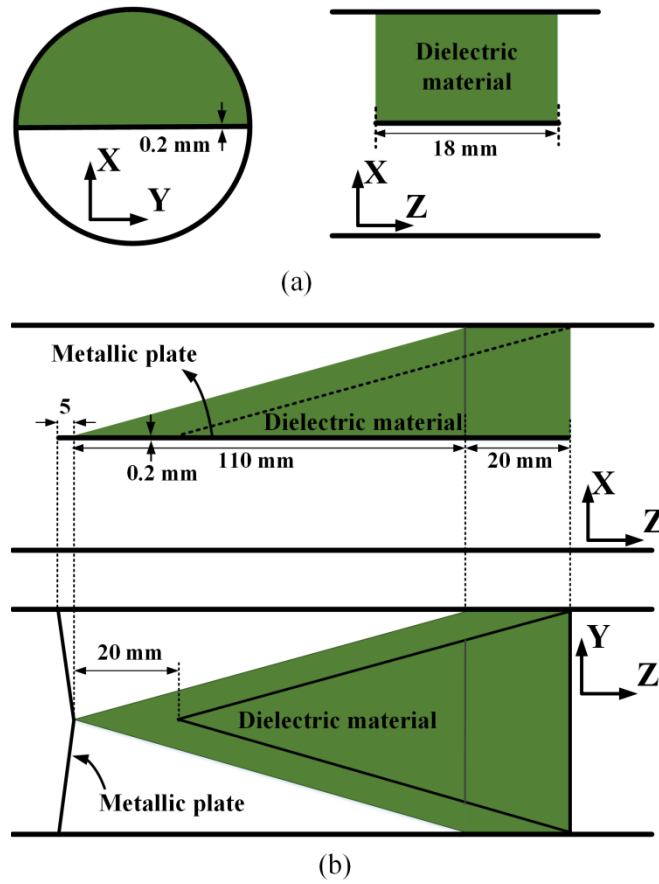 Dielectric
material
0.2 mm
X
Y
18 mm
X
Z
(a)
Metallic plate
5
Dielectric material
0.2 mm
110 mm
20 mm
X
Z
20 mm
Y
Z
Dielectric material
Metallic plate
(b)